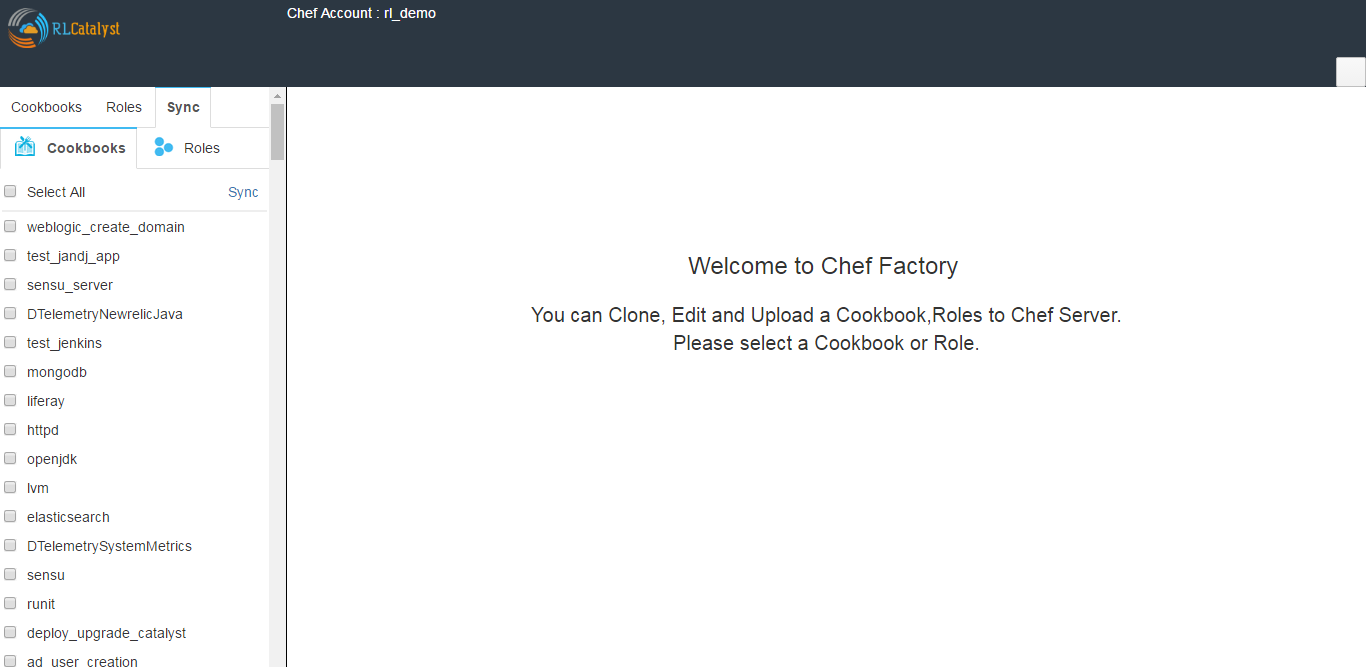 RLCatalyst
Chef Account : rl_demo
Cookbooks Roles Sync
Cookbooks Roles
Select All Sync
weblogic_create_domain
test_jandj_app
sensu_server
DTelemetryNewrelicJava
test_jenkins
mongodb
liferay
httpd
openjdk
lvm
elasticsearch
DTelemetrySystemMetrics
sensu
runit
deploy_upgrade_catalyst
ad_user_creation
Welcome to Chef Factory
You can Clone, Edit and Upload a Cookbook,Roles to Chef Server.
Please select a Cookbook or Role.